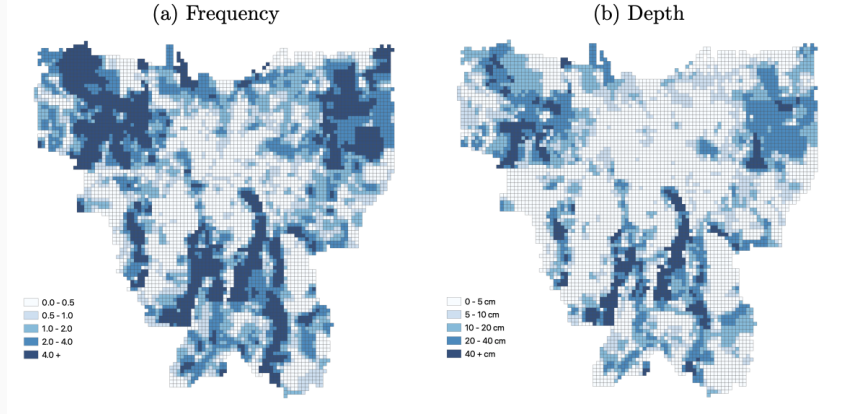 (a) Frequency
(b) Depth
0.0 - 0.5
0.5 - 1.0
1.0 - 2.0
2.0 - 4.0
4.0 +
0 - 5 cm
5 - 10 cm
10 - 20 cm
20 - 40 cm
40 + cm